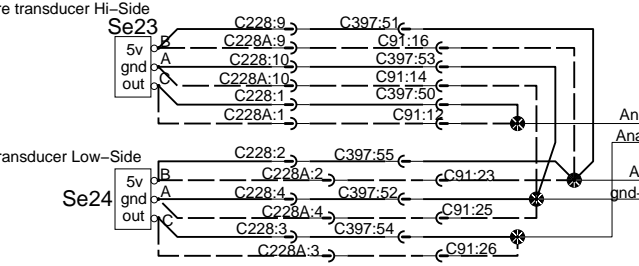 re transducer Hi-Side
Se23
C228:9 C397:51
5v B C228A:9 C91:16
gnd A C228:10 C397:53
out C C228A:10 C91:14
C228:1 C397:50
C228A:1 C91:12
An
Ana
ransducer Low-Side
C228:2 C397:55
5v B C228A:2 C91:23 A
Se24 gnd A C228:4 C397:52 gnd-
out C C228A:4 C91:25
C228:3 C397:54
C228A:3 C91:26